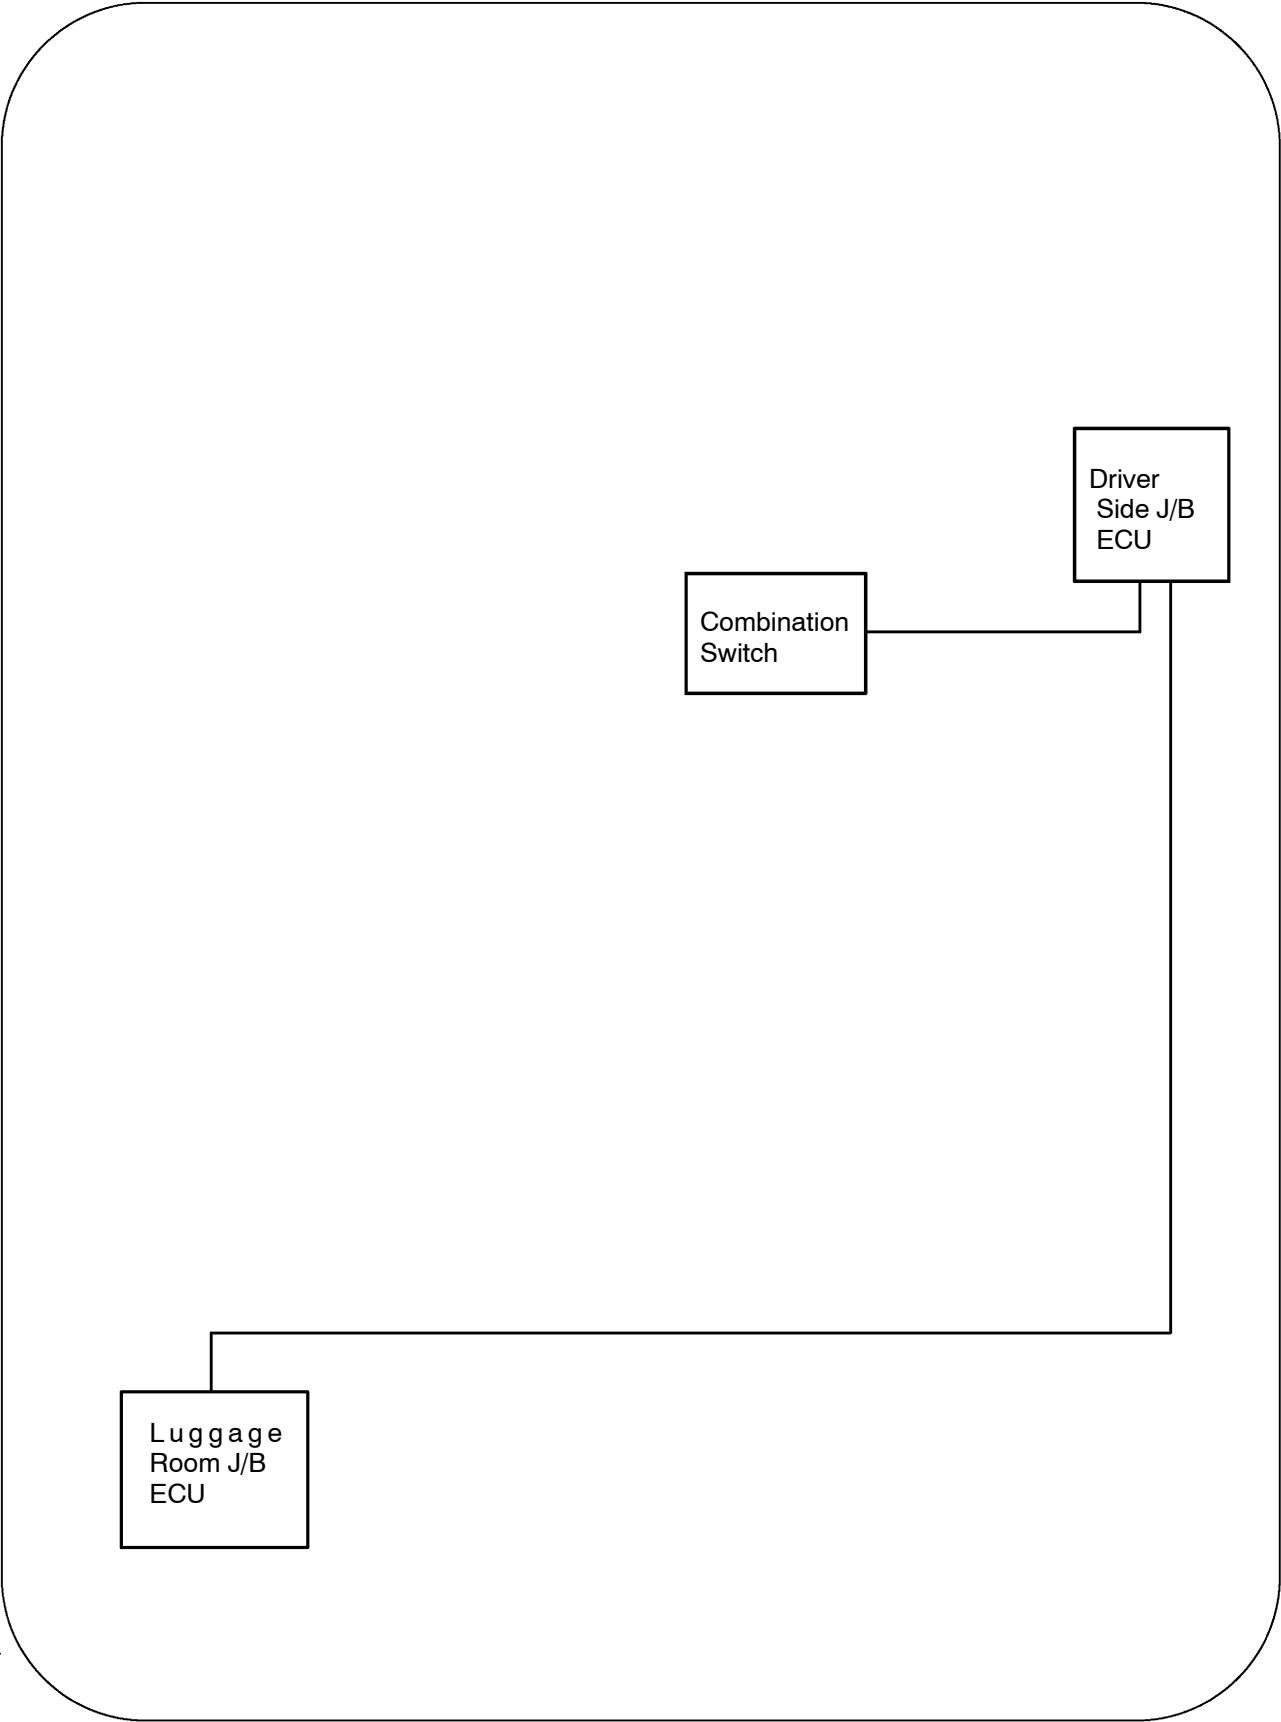 Driver
Side J/B
ECU
Combination
Switch
Luggage
Room J/B
ECU